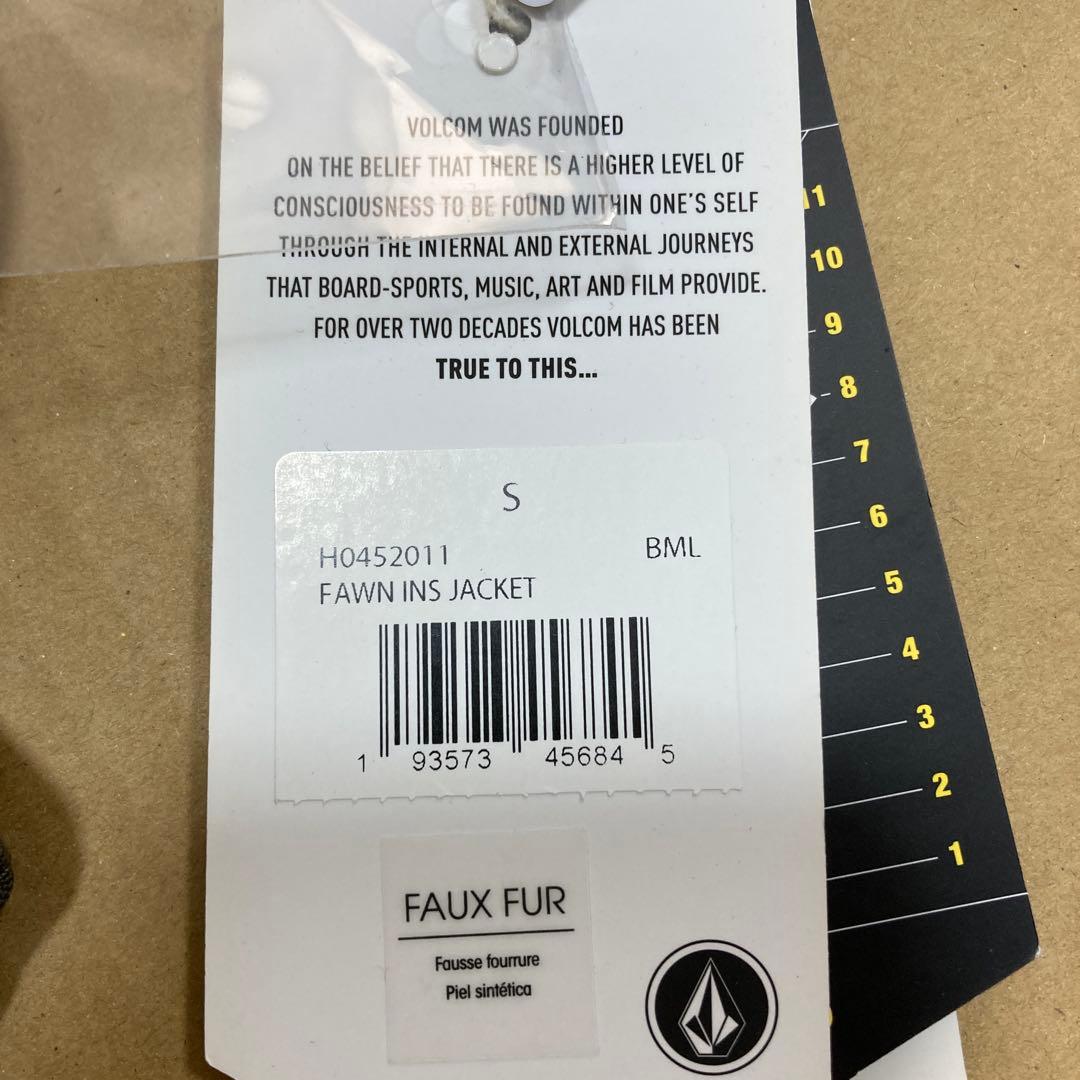 VOLCOM WAS FOUNDED
ON THE BELIEF THAT THERE IS A HIGHER LEVEL OF
CONSCIOUSNESS TO BE FOUND WITHIN ONE'S SELF
THROUGH THE INTERNAL AND EXTERNAL JOURNEYS
THAT BOARD-SPORTS, MUSIC, ART AND FILM PROVIDE.
FOR OVER TWO DECADES VOLCOM HAS BEEN
TRUE TO THIS...
S
H0452011 BML
FAWN INS JACKET
1 93573 45684 5
FAUX FUR
Fausse fourrure
Piel sintética
11
10
9
8
7
6
5
4
3
2
1